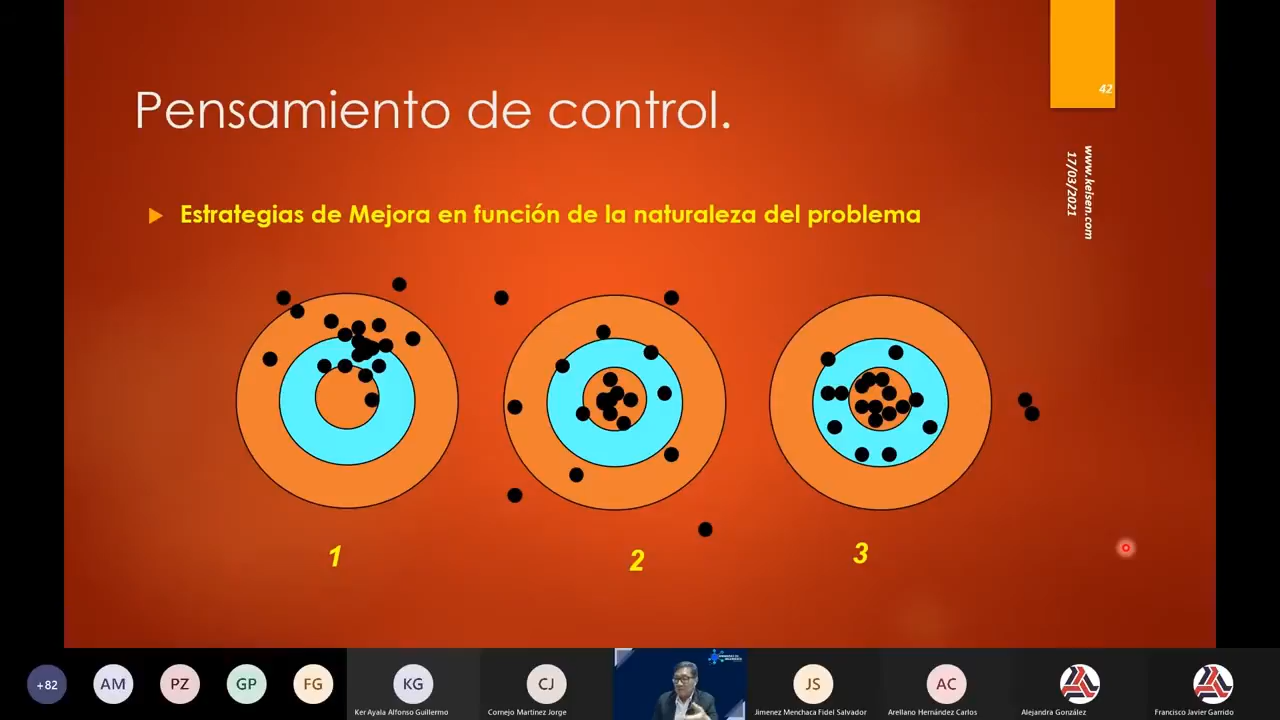 42
Pensamiento de control.
www.keisen.com
17/03/2021
Estrategias de Mejora en función de la naturaleza del problema
1
2
3
+82
AM
PZ
GP
FG
KG
CJ
JS
AC
Ker Ayala Alfonso Guillermo
Cornejo Martinez Jorge
Jimenez Menchaca Fidel Salvador
Arellano Hernández Carlos
Alejandra González
Francisco Javier Garrido